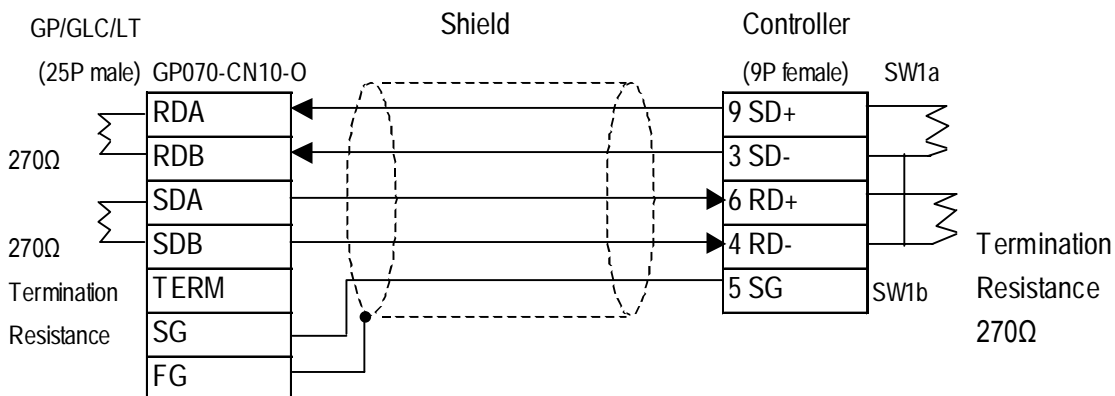 GP/GLC/LT
Shield
Controller
(25P male) GP070-CN10-O
(9P female)
SW1a
RDA
9 SD+
RDB
3 SD-
270Ω
SDA
6 RD+
SDB
4 RD-
270Ω
TERM
5 SG
SW1b
Termination
Resistance
SG
FG
Termination
Resistance
270Ω